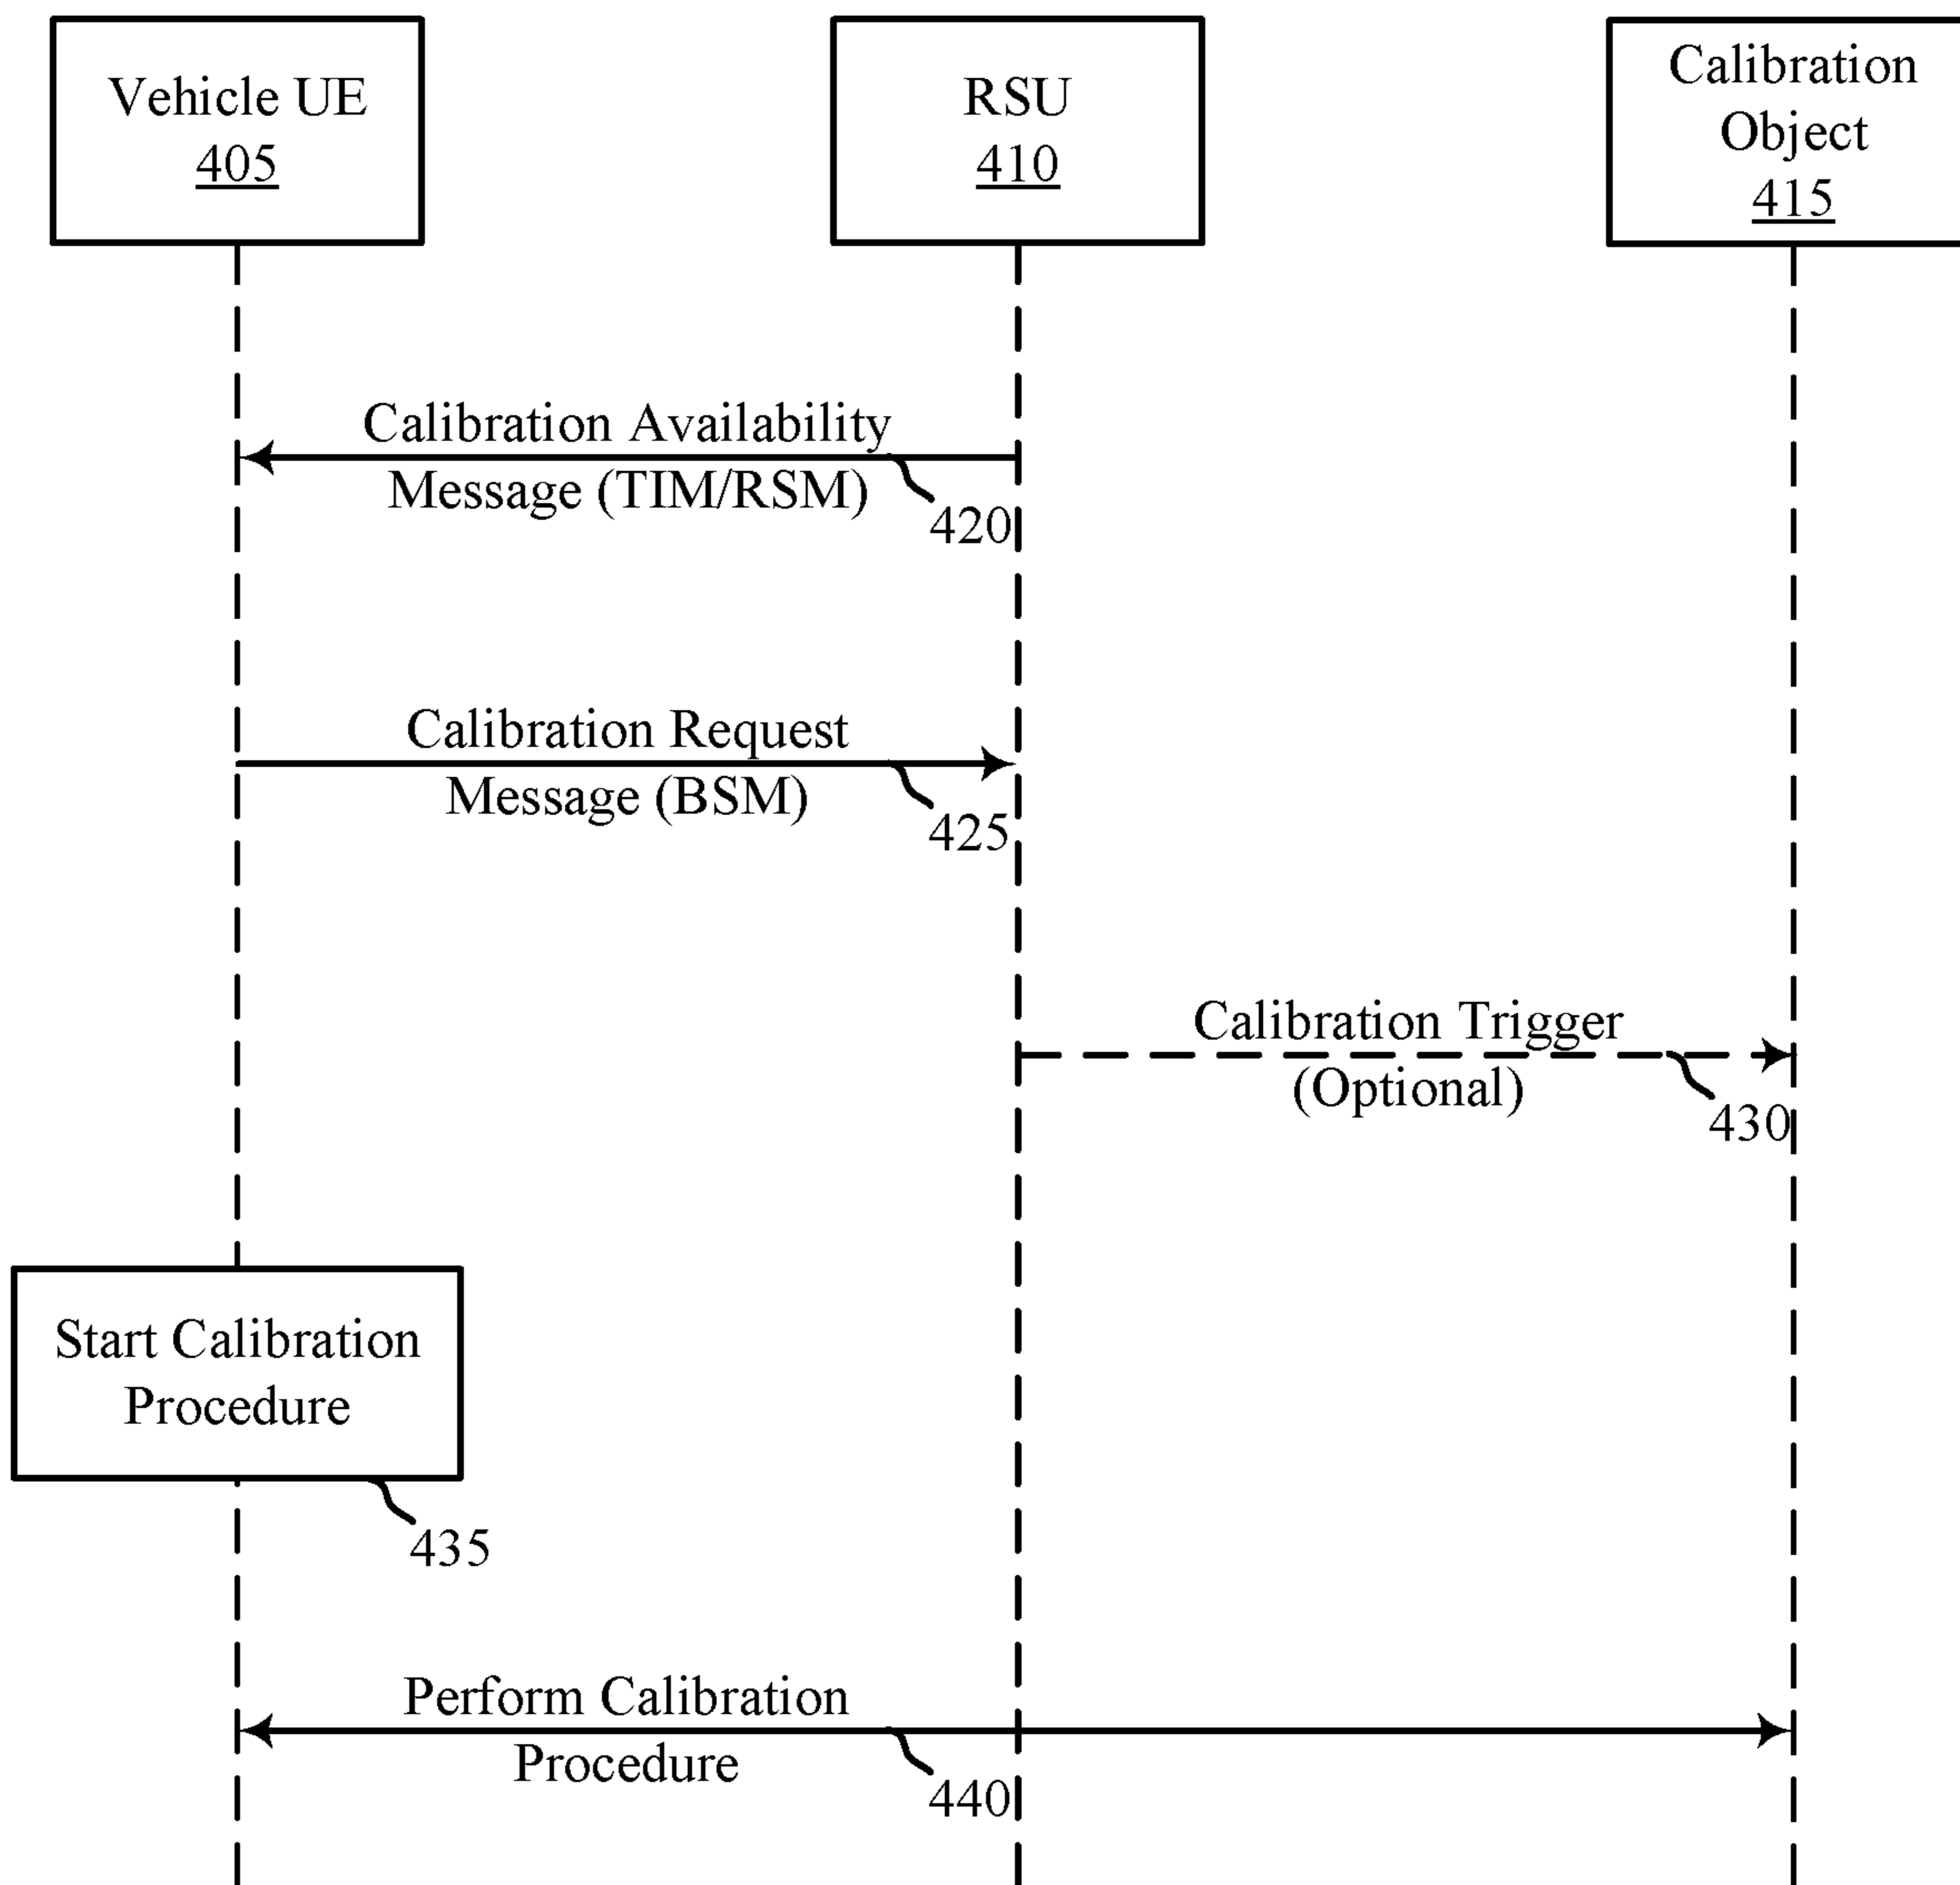 Vehicle UE
405
RSU
410
Calibration
Object
415
Calibration Availability
Message (TIM/RSM)
420
Calibration Request
Message (BSM)
425
Calibration Trigger
(Optional)
430
Start Calibration
Procedure
435
Perform Calibration
Procedure
440